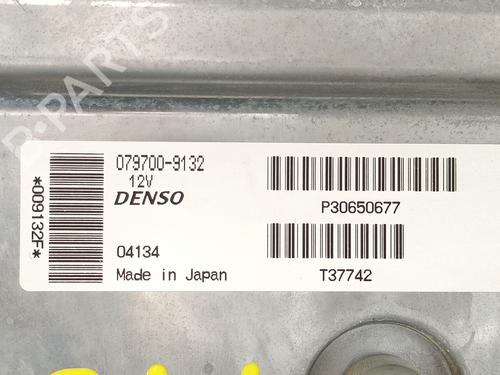 B-PARTS
*009132F*
079700-9132
12V
DENSO
04134
Made in Japan
P30650677
T37742